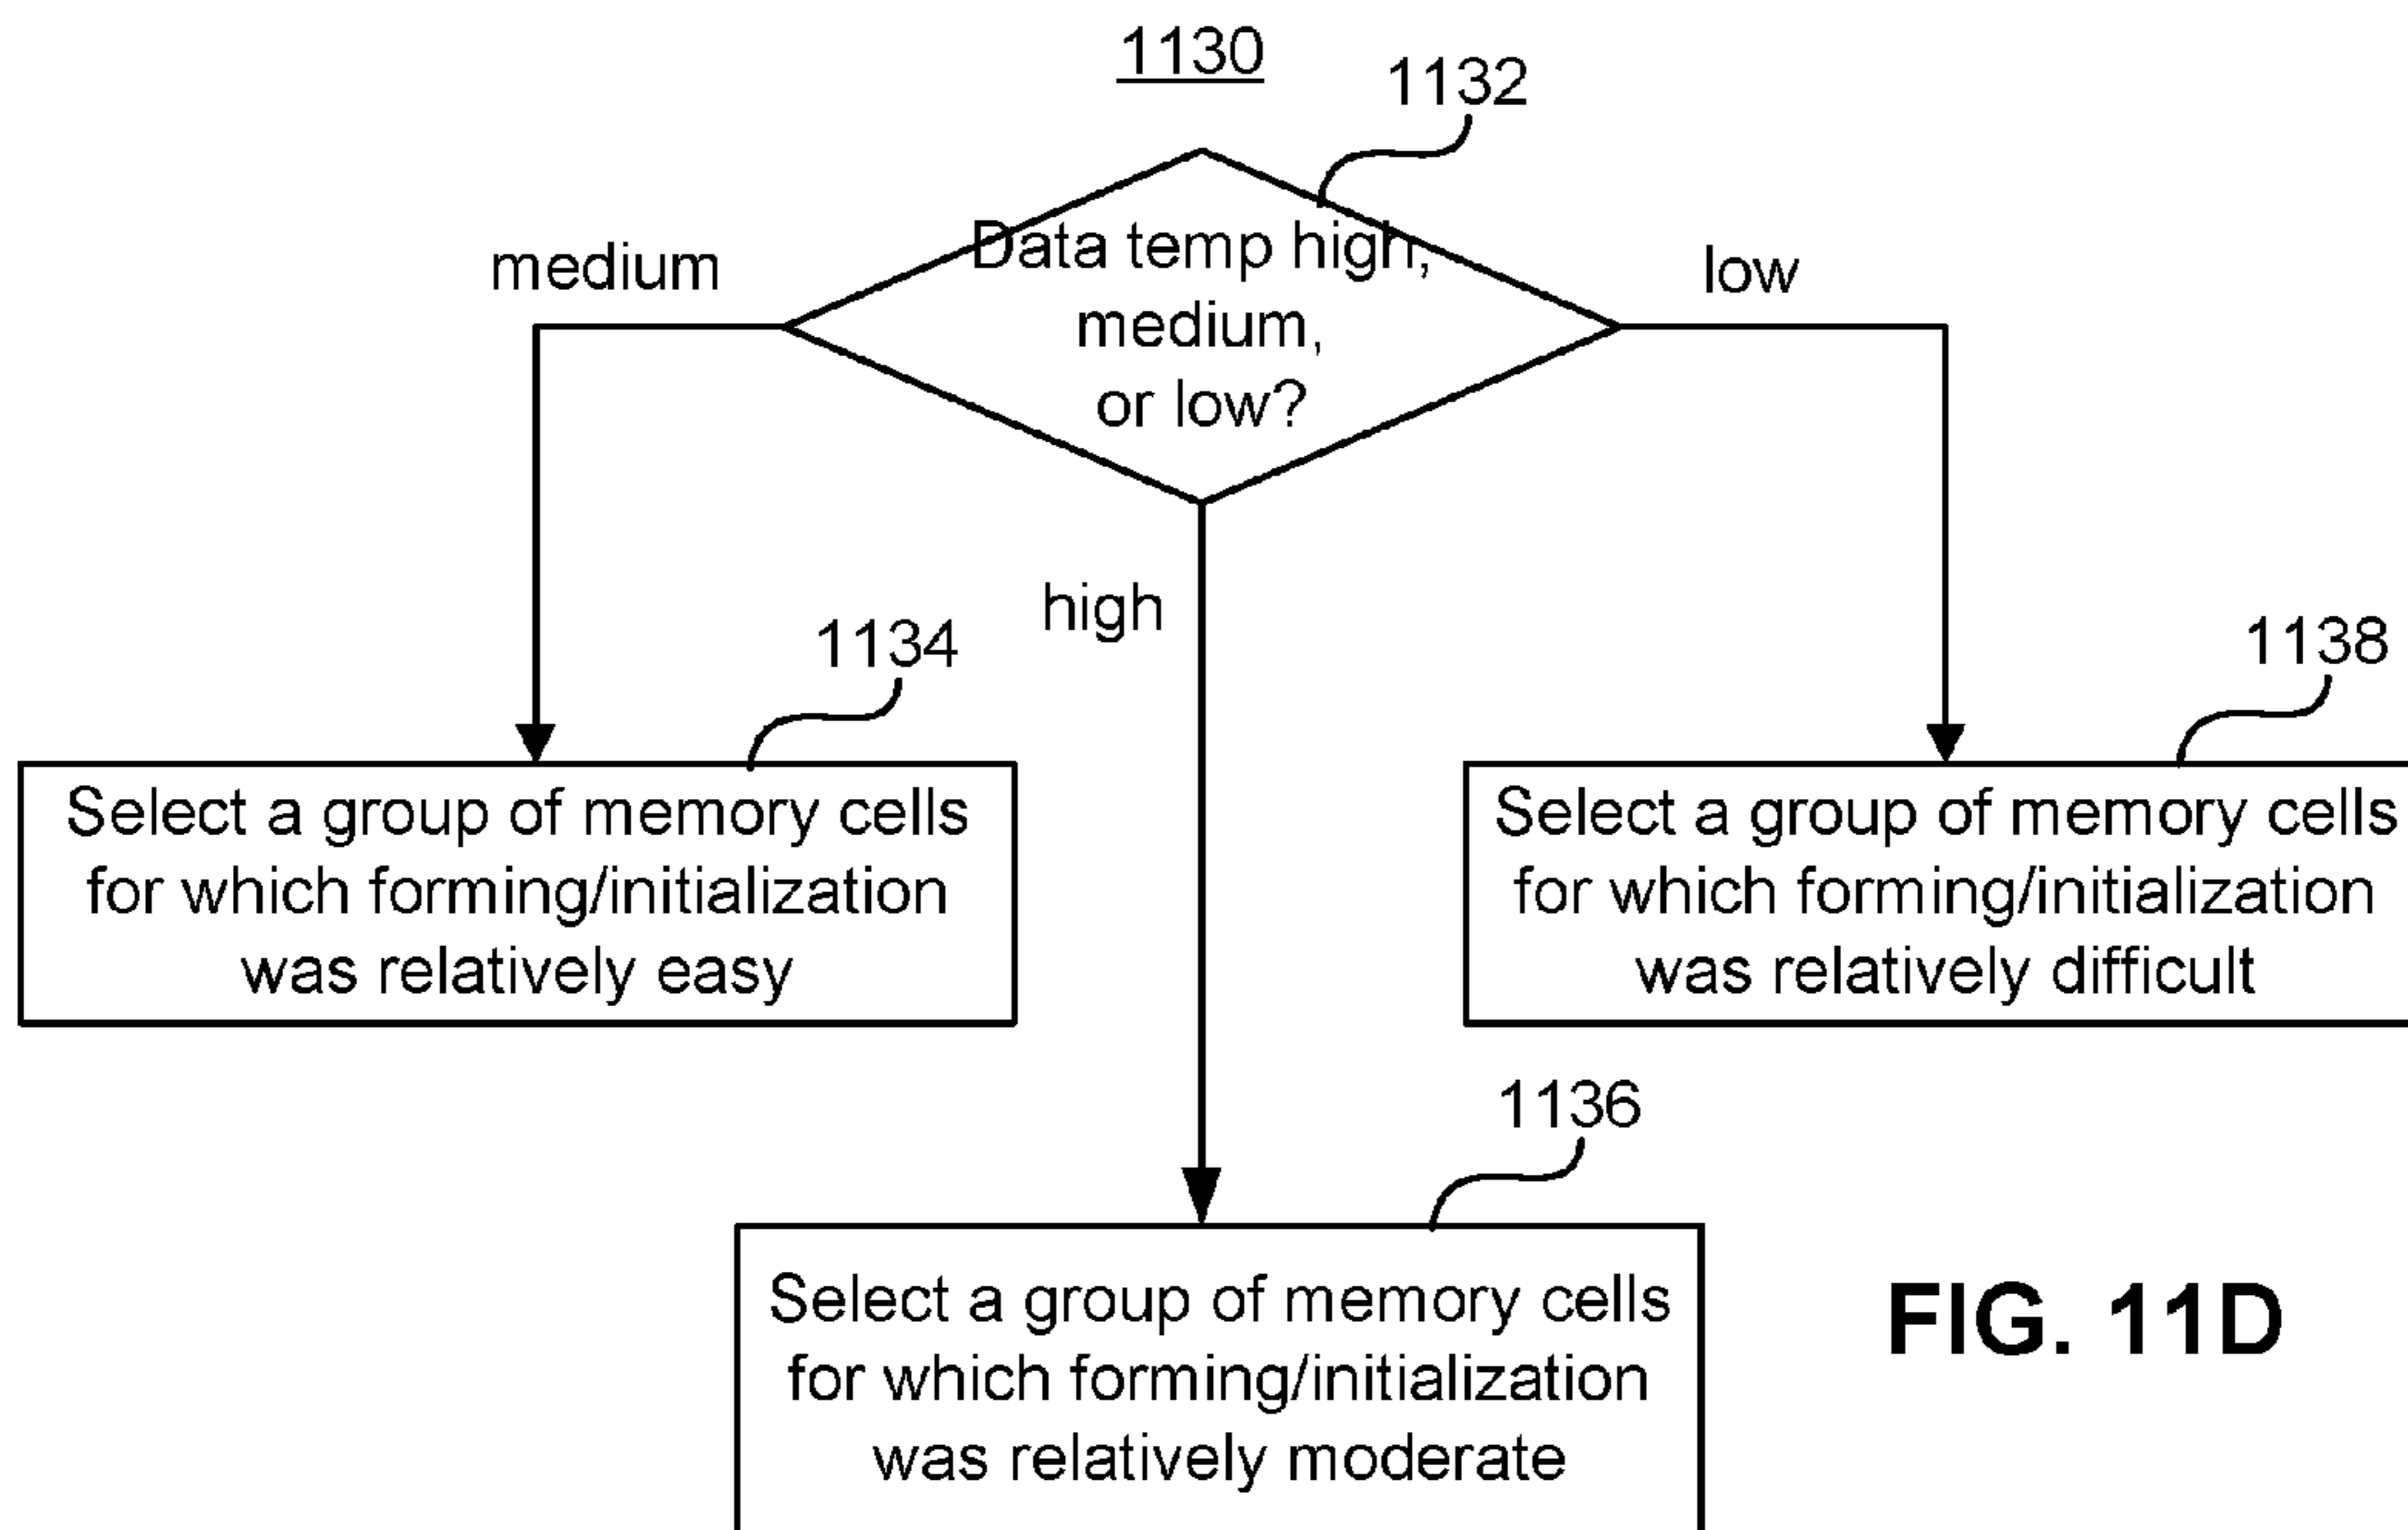 1130
1132
Data temp high,
medium,
or low?
medium
low
high
1134
1138
Select a group of memory cells
for which forming/initialization
was relatively easy
Select a group of memory cells
for which forming/initialization
was relatively difficult
1136
Select a group of memory cells
for which forming/initialization
was relatively moderate
FIG. 11D